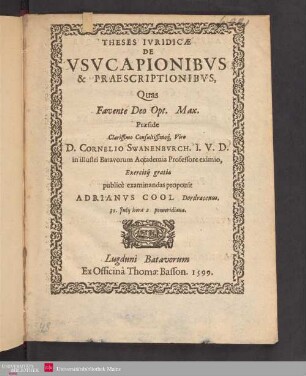 THESES IVRIDICÆ
DE
VSVCAPIONIBVS
& PRAESCRIPTIONIBVS,
Quas
Favente Deo Opt. Max.
Præside
Clarissimo Consultissimoq; Viro
D. CORNELIO SWANENBVRCH. I. V. D.
in illustri Batavorum Academia Professore eximio,
Exercitij gratia
publicè examinandas proponit
ADRIANVS COOL Dordracenus.
31. Julij horâ 2 pomeridiana.
Lugduni Batavorum
Ex Officinâ Thomæ Basson. 1599.